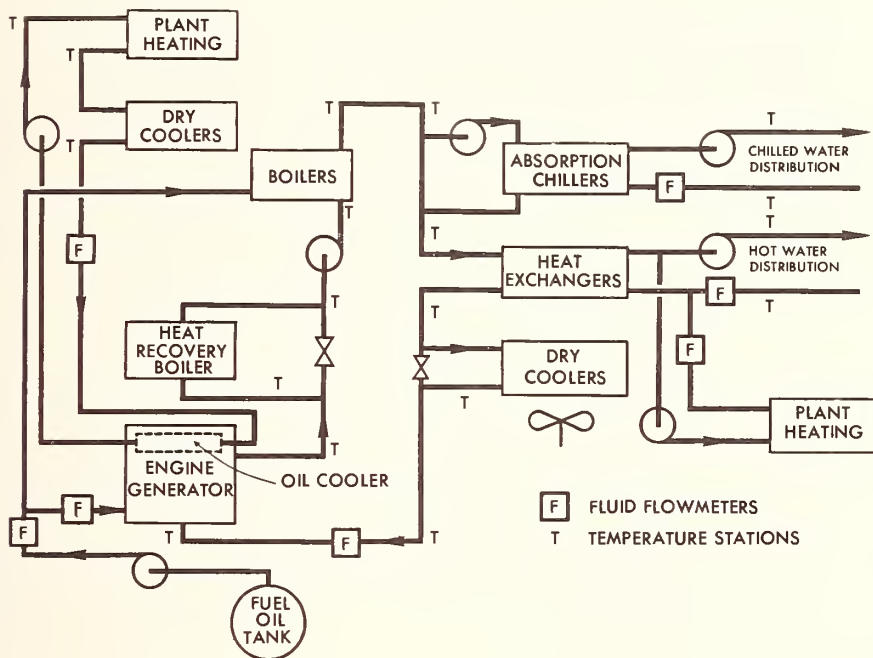 T
PLANT
HEATING
T
DRY
COOLERS
T
T
T
T
BOILERS
ABSORPTION
CHILLERS
CHILLED WATER
DISTRIBUTION
F
T
T
T
T
F
HEAT
EXCHANGERS
HOT WATER
DISTRIBUTION
F
T
T
T
HEAT
RECOVERY
BOILER
DRY
COOLERS
F
T
T
PLANT
HEATING
T
ENGINE
GENERATOR
OIL COOLER
F
F
T
F
T
F FLUID FLOWMETERS
T TEMPERATURE STATIONS
FUEL
OIL
TANK